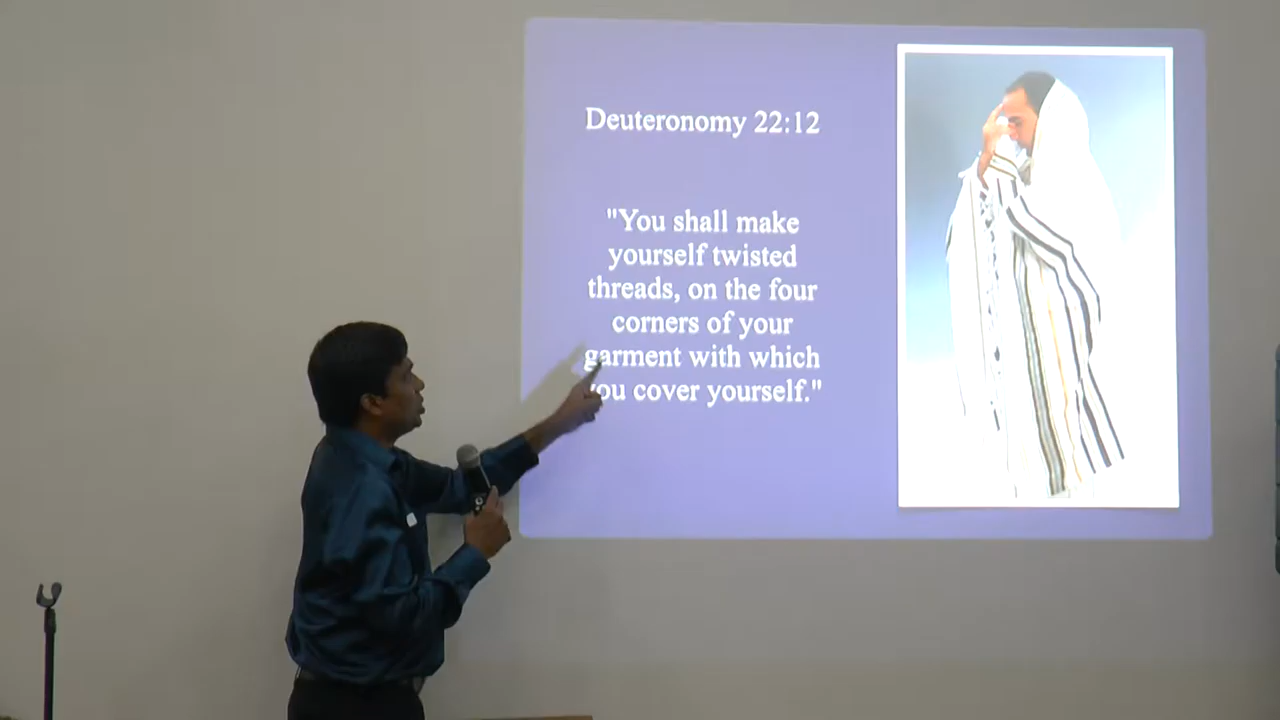 Deuteronomy 22:12
"You shall make
yourself twisted
threads, on the four
corners of your
garment with which
you cover yourself."